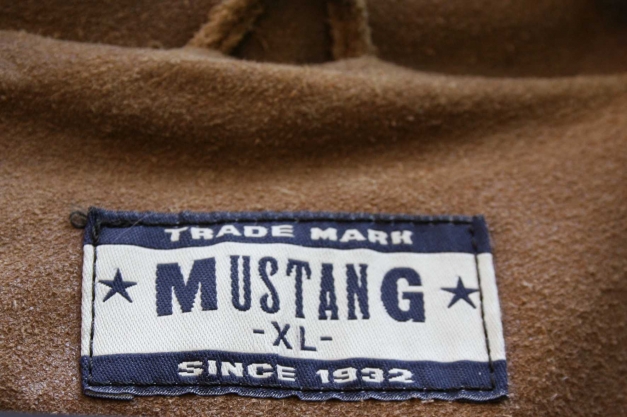 TRADE MARK
MUSTANG
-XL-
SINCE 1932